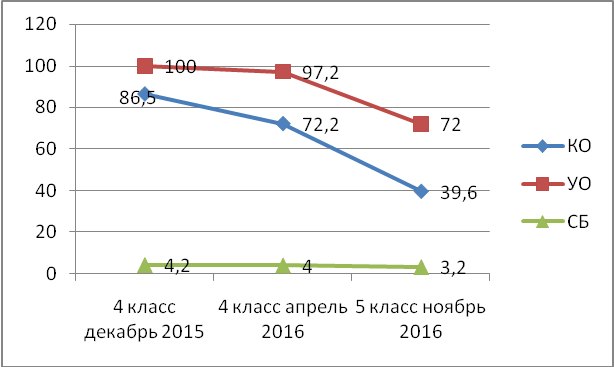 120
100
80
60
40
20
0
100
97,2
72
86,5
72,2
39,6
4,2
4
3,2
4 класс
декабрь 2015
4 класс апрель
2016
5 класс ноябрь
2016
КО
УО
СБ